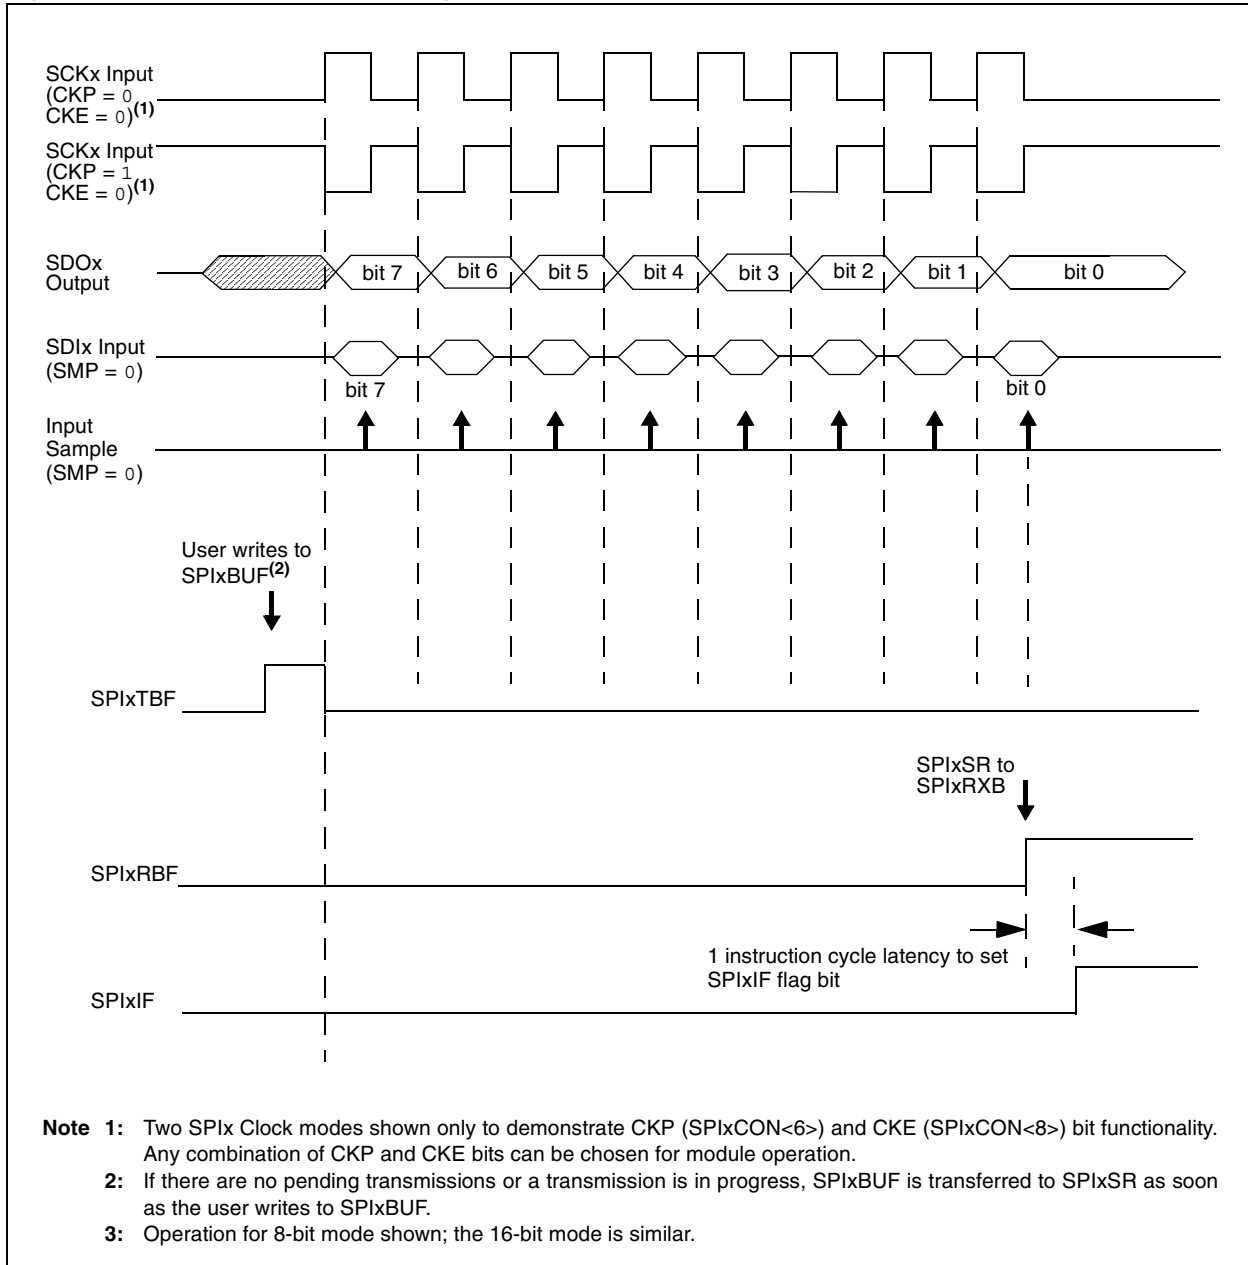 SCKx Input
(CKP = 0
CKE = 0)(1)
SCKx Input
(CKP = 1
CKE = 0)(1)
SDOx
Output
bit 7 bit 6 bit 5 bit 4 bit 3 bit 2 bit 1 bit 0
SDIx Input
(SMP = 0)
bit 7 bit 0
Input
Sample
(SMP = 0)
User writes to
SPIxBUF(2)
SPIxTBF
SPIxSR to
SPIxRXB
SPIxRBF
1 instruction cycle latency to set
SPIxIF flag bit
SPIxIF
Note 1: Two SPIx Clock modes shown only to demonstrate CKP (SPIxCON<6>) and CKE (SPIxCON<8>) bit functionality.
Any combination of CKP and CKE bits can be chosen for module operation.
2: If there are no pending transmissions or a transmission is in progress, SPIxBUF is transferred to SPIxSR as soon
as the user writes to SPIxBUF.
3: Operation for 8-bit mode shown; the 16-bit mode is similar.